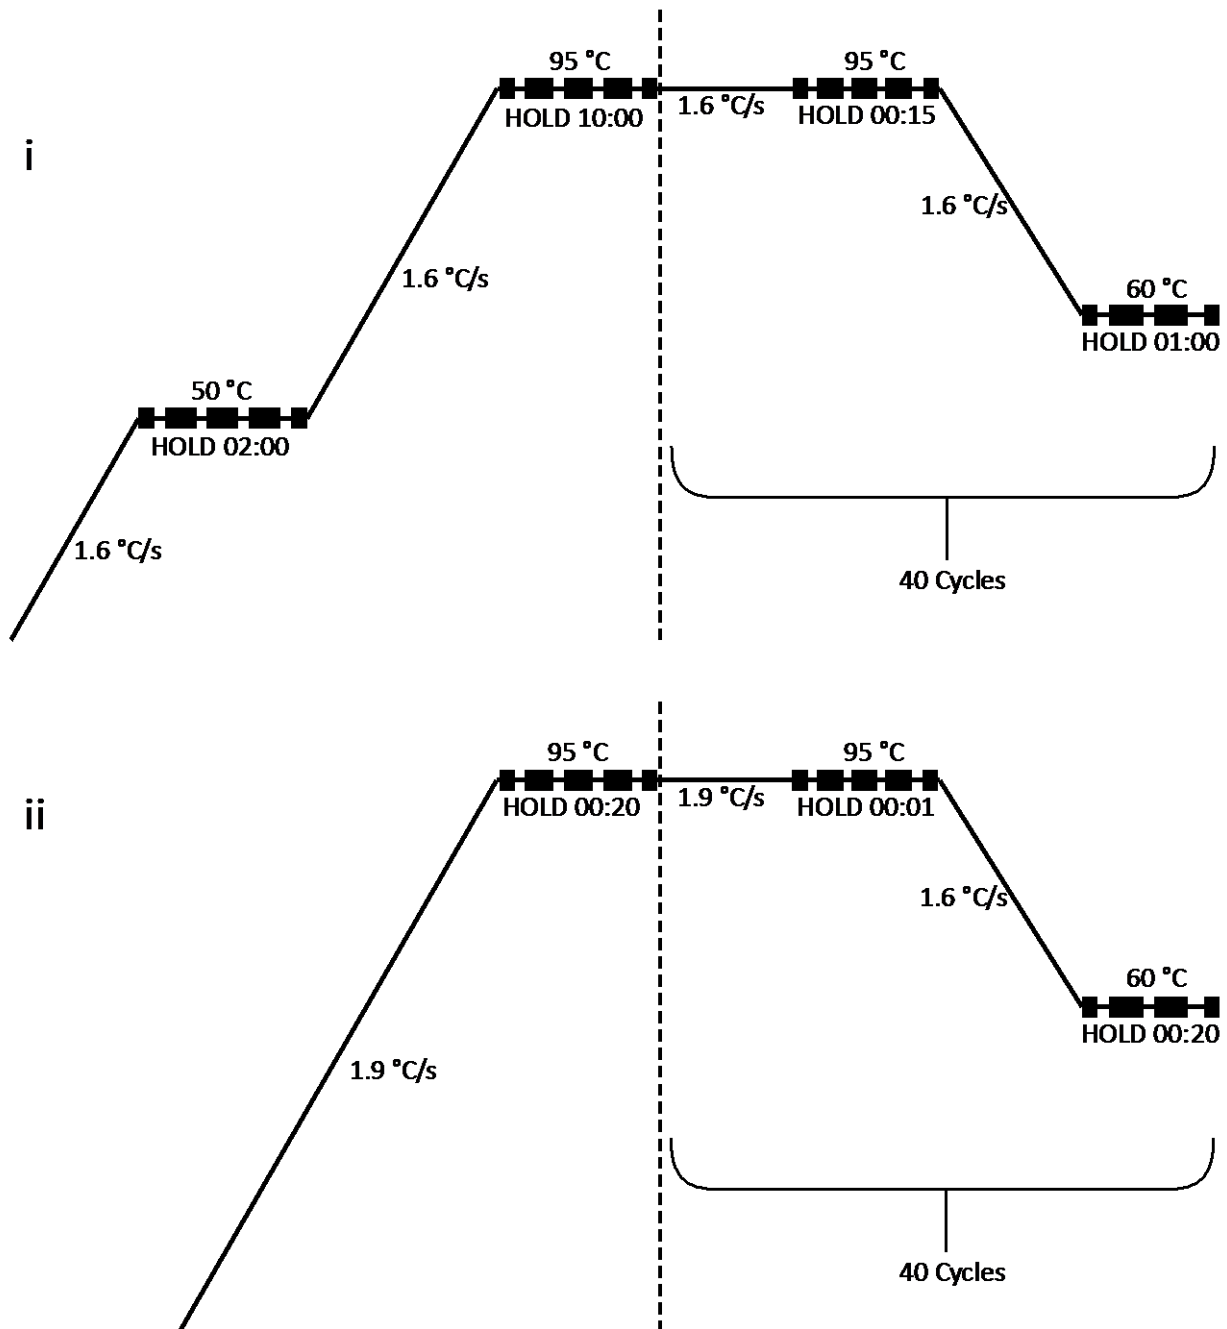 95 °C
95 °C
HOLD 10:00
1.6 °C/s
HOLD 00:15
i
1.6 °C/s
1.6 °C/s
60 °C
HOLD 01:00
50 °C
HOLD 02:00
1.6 °C/s
40 Cycles
95 °C
95 °C
HOLD 00:20
1.9 °C/s
HOLD 00:01
ii
1.6 °C/s
60 °C
HOLD 00:20
1.9 °C/s
40 Cycles